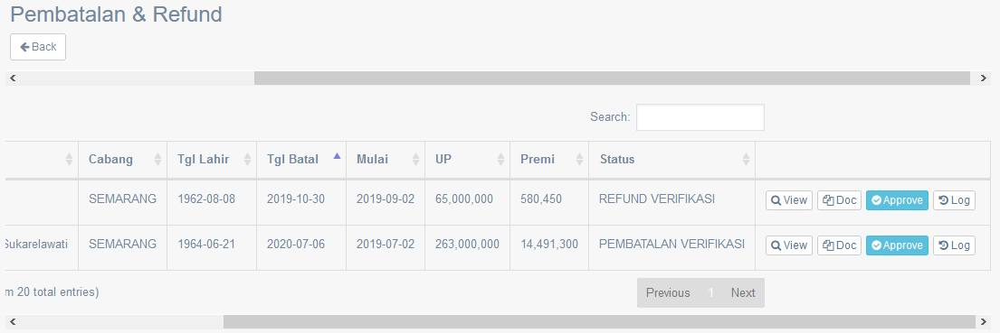 Pembatalan & Refund
Back
Search:
Cabang Tgl Lahir Tgl Batal Mulai UP Premi Status
SEMARANG 1962-08-08 2019-10-30 2019-09-02 65,000,000 580,450 REFUND VERIFIKASI View Doc Approve Log
Sukarelawati SEMARANG 1964-06-21 2020-07-06 2019-07-02 263,000,000 14,491,300 PEMBATALAN VERIFIKASI View Doc Approve Log
m 20 total entries) Previous 1 Next